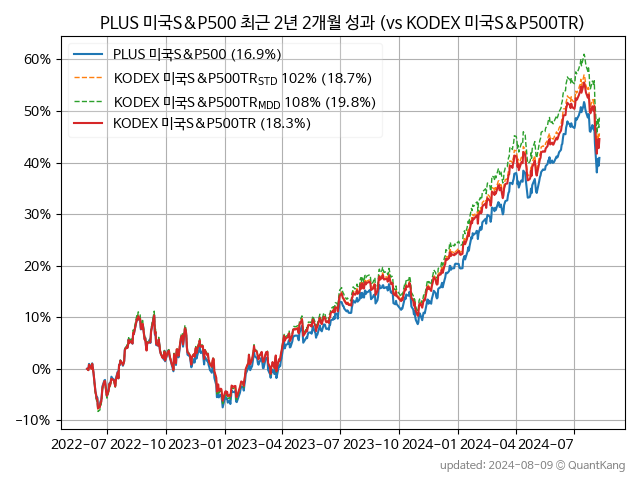 PLUS 미국S&P500 최근 2년 2개월 성과 (vs KODEX 미국S&P500TR)
PLUS 미국S&P500 (16.9%)
KODEX 미국S&P500TR_STD 102% (18.7%)
KODEX 미국S&P500TR_MDD 108% (19.8%)
KODEX 미국S&P500TR (18.3%)
60%
50%
40%
30%
20%
10%
0%
−10%
2022-07 2022-10 2023-01 2023-04 2023-07 2023-10 2024-01 2024-04 2024-07
updated: 2024-08-09 © QuantKang